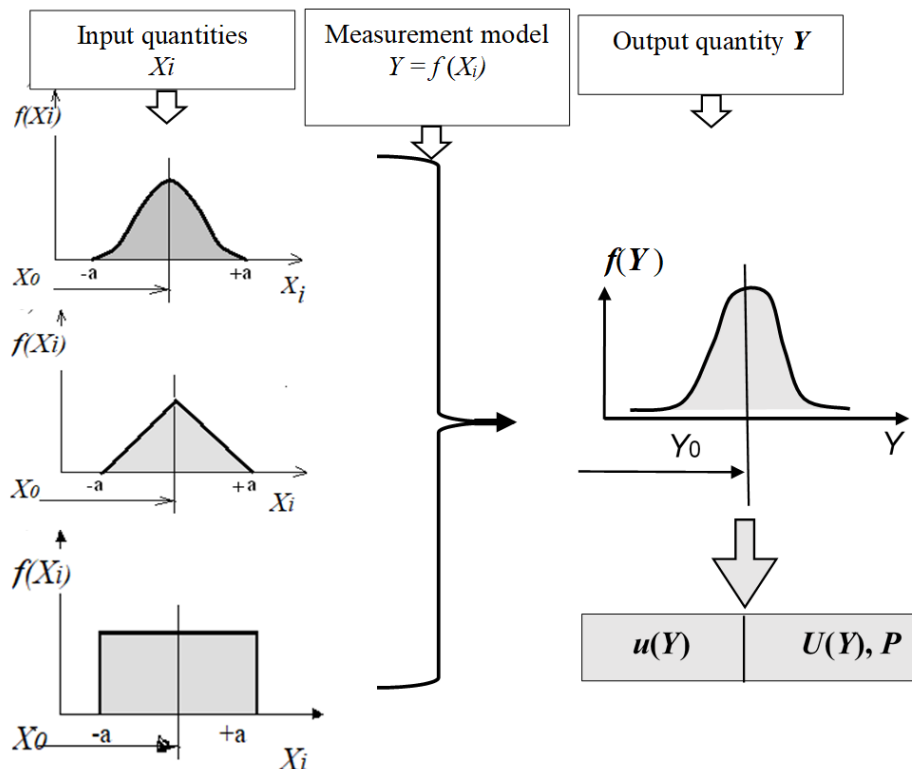 Input quantities
Xi
Measurement model
Y = f (Xi)
Output quantity Y
f(Xi)
-a
+a
X0
Xi
f(Xi)
-a
+a
X0
Xi
f(Xi)
-a
+a
X0
Xi
f(Y)
Y0
Y
u(Y)
U(Y), P